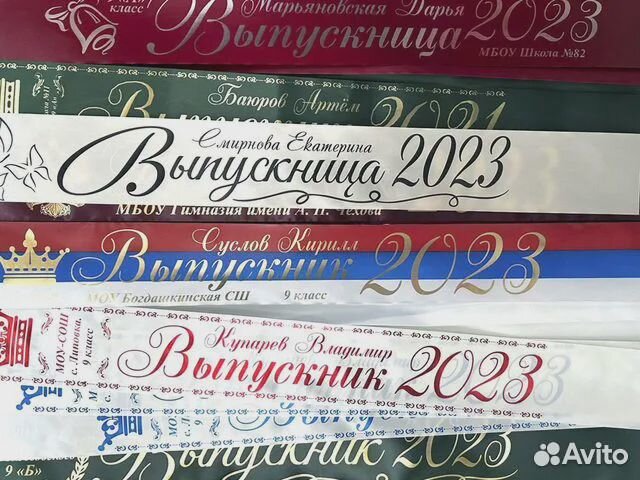 «А»
класс
Марьяновская Дарья
Выпускница 2023
МБОУ Школа №82
Баюров Артём
2021
Смирнова Екатерина
Выпускница 2023
МБОУ Гимназия имени А. П. Чехова
Суслов Кирилл
Выпускник 2023
МОУ Богдашкинская СШ 9 класс
МОУ-СОШ
с. Липовка,
9 класс
Купарев Владимир
Выпускник 2023
Выпускник 2023
9 «Б»
Avito